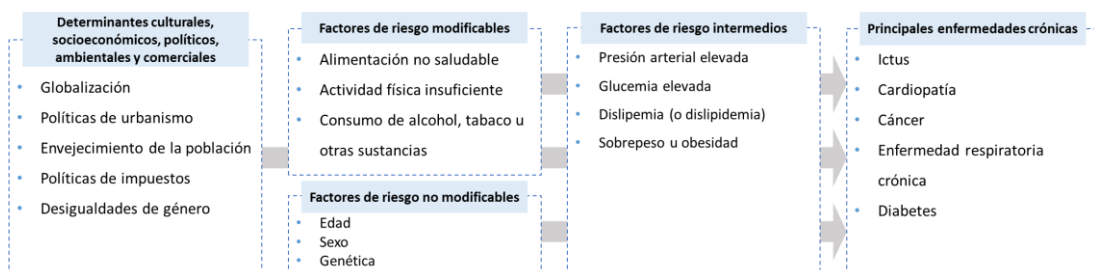 Determinantes culturales,
socioeconómicos, políticos,
ambientales y comerciales
• Globalización
• Políticas de urbanismo
• Envejecimiento de la población
• Políticas de impuestos
• Desigualdades de género
Factores de riesgo modificables
• Alimentación no saludable
• Actividad física insuficiente
• Consumo de alcohol, tabaco u
otras sustancias
Factores de riesgo no modificables
• Edad
• Sexo
• Genética
Factores de riesgo intermedios
• Presión arterial elevada
• Glucemia elevada
• Dislipemia (o dislipidemia)
• Sobrepeso u obesidad
Principales enfermedades crónicas
• Ictus
• Cardiopatía
• Cáncer
• Enfermedad respiratoria
crónica
• Diabetes